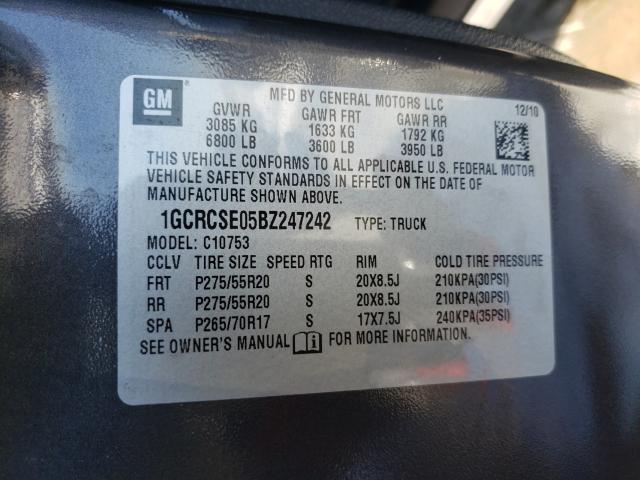 MFD BY GENERAL MOTORS LLC
GM
GVWR GAWR FRT GAWR RR 12/10
3085 KG 1633 KG 1792 KG
6800 LB 3600 LB 3950 LB
THIS VEHICLE CONFORMS TO ALL APPLICABLE U.S. FEDERAL MOTOR
VEHICLE SAFETY STANDARDS IN EFFECT ON THE DATE OF
MANUFACTURE SHOWN ABOVE.
1GCRCSE05BZ247242 TYPE: TRUCK
MODEL: C10753
CCLV TIRE SIZE SPEED RTG RIM COLD TIRE PRESSURE
FRT P275/55R20 S 20X8.5J 210KPA(30PSI)
RR P275/55R20 S 20X8.5J 210KPA(30PSI)
SPA P265/70R17 S 17X7.5J 240KPA(35PSI)
SEE OWNER'S MANUAL i FOR MORE INFORMATION.